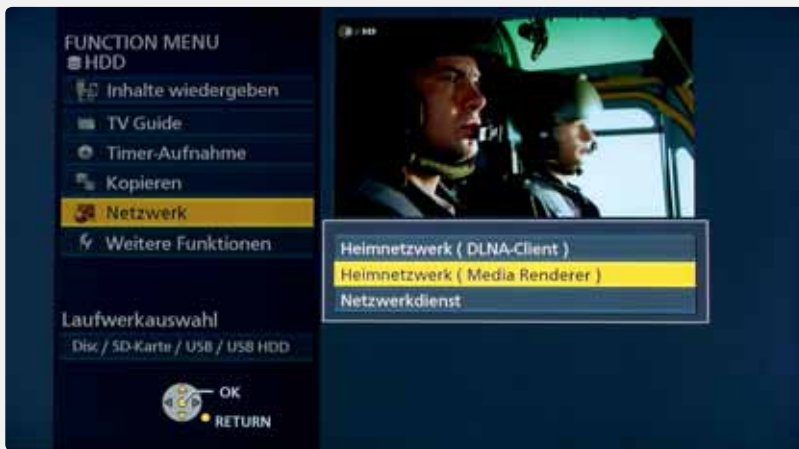 FUNCTION MENU
HDD
Inhalte wiedergeben
TV Guide
Timer-Aufnahme
Kopieren
Netzwerk
Weitere Funktionen
Heimnetzwerk ( DLNA-Client )
Heimnetzwerk ( Media Renderer )
Netzwerkdienst
Laufwerkauswahl
Disc / SD-Karte / USB / USB HDD
OK
RETURN